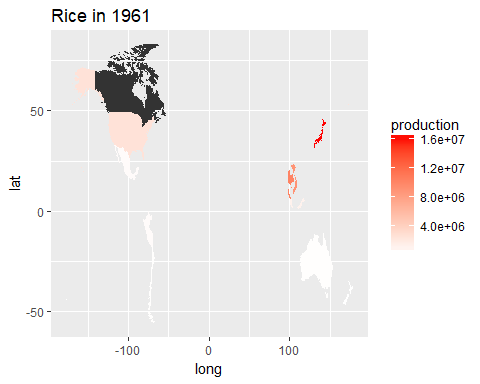 Rice in 1961
lat
50
0
-50
-100
0
100
long
production
1.6e+07
1.2e+07
8.0e+06
4.0e+06